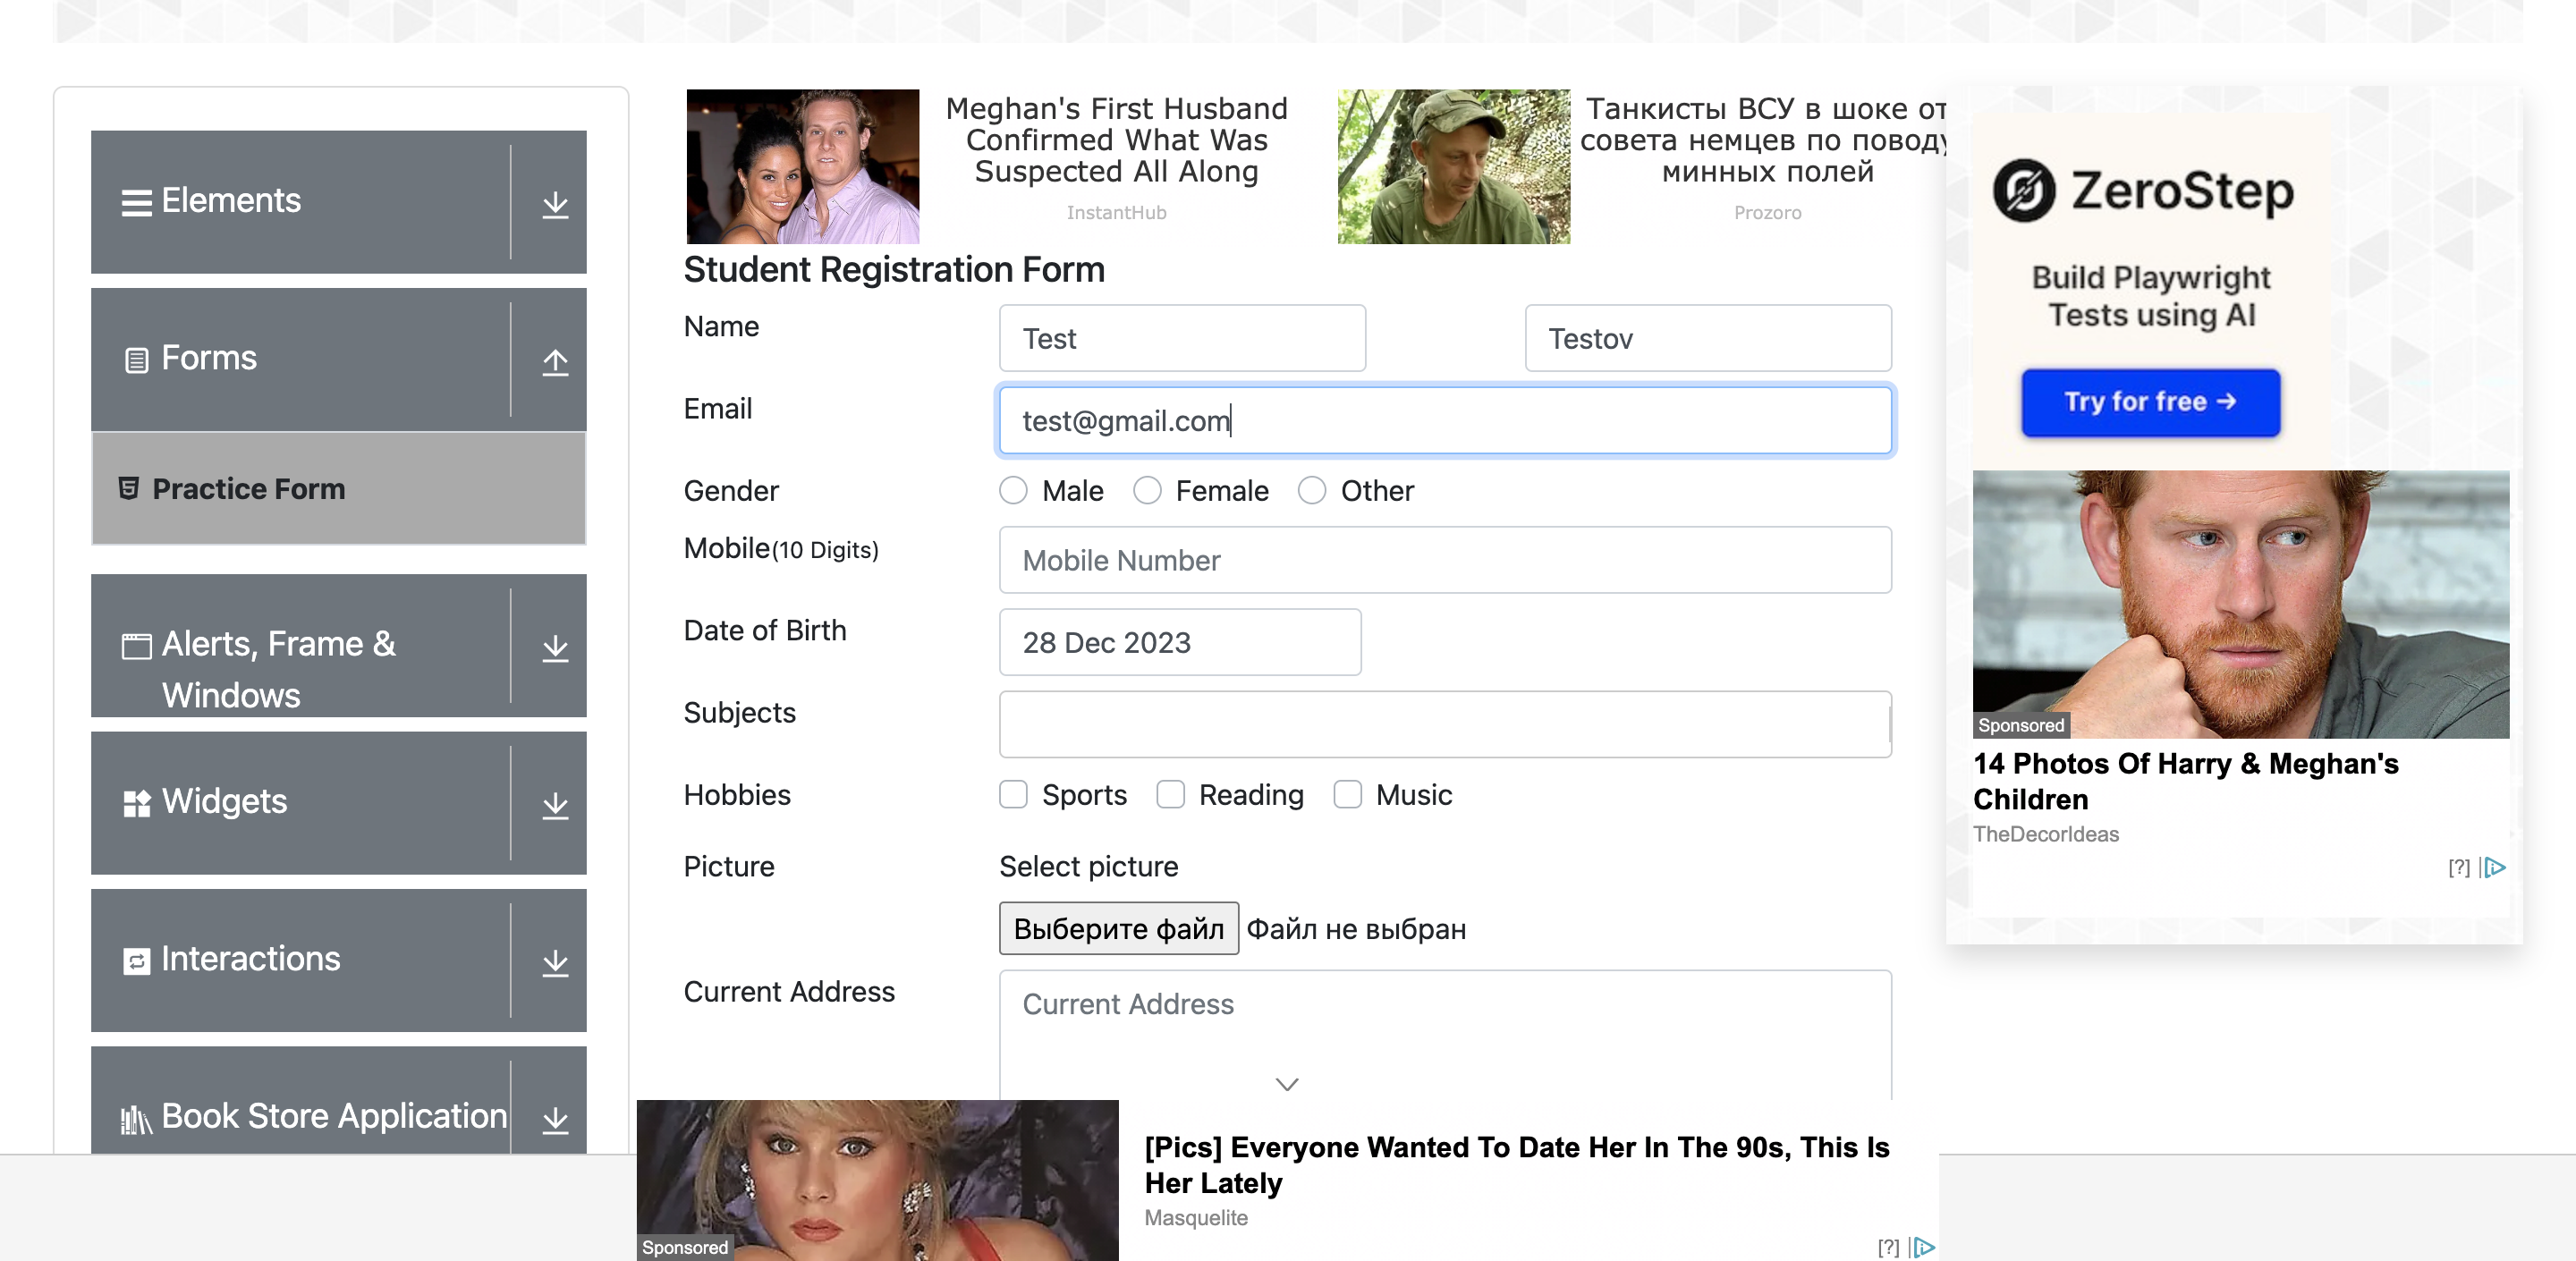 Elements
Forms
Practice Form
Alerts, Frame &
Windows
Widgets
Interactions
Book Store Application
Meghan's First Husband
Confirmed What Was
Suspected All Along
InstantHub
Танкисты ВСУ в шоке от
совета немцев по поводу
минных полей
Prozoro
Student Registration Form
Name
Test
Testov
Email
test@gmail.com
Gender
Male
Female
Other
Mobile(10 Digits)
Mobile Number
Date of Birth
28 Dec 2023
Subjects
Hobbies
Sports
Reading
Music
Picture
Select picture
Выберите файл Файл не выбран
Current Address
Current Address
Sponsored
[Pics] Everyone Wanted To Date Her In The 90s, This Is
Her Lately
Masquelite
[?]
ZeroStep
Build Playwright
Tests using AI
Try for free →
Sponsored
14 Photos Of Harry & Meghan's
Children
TheDecorIdeas
[?]